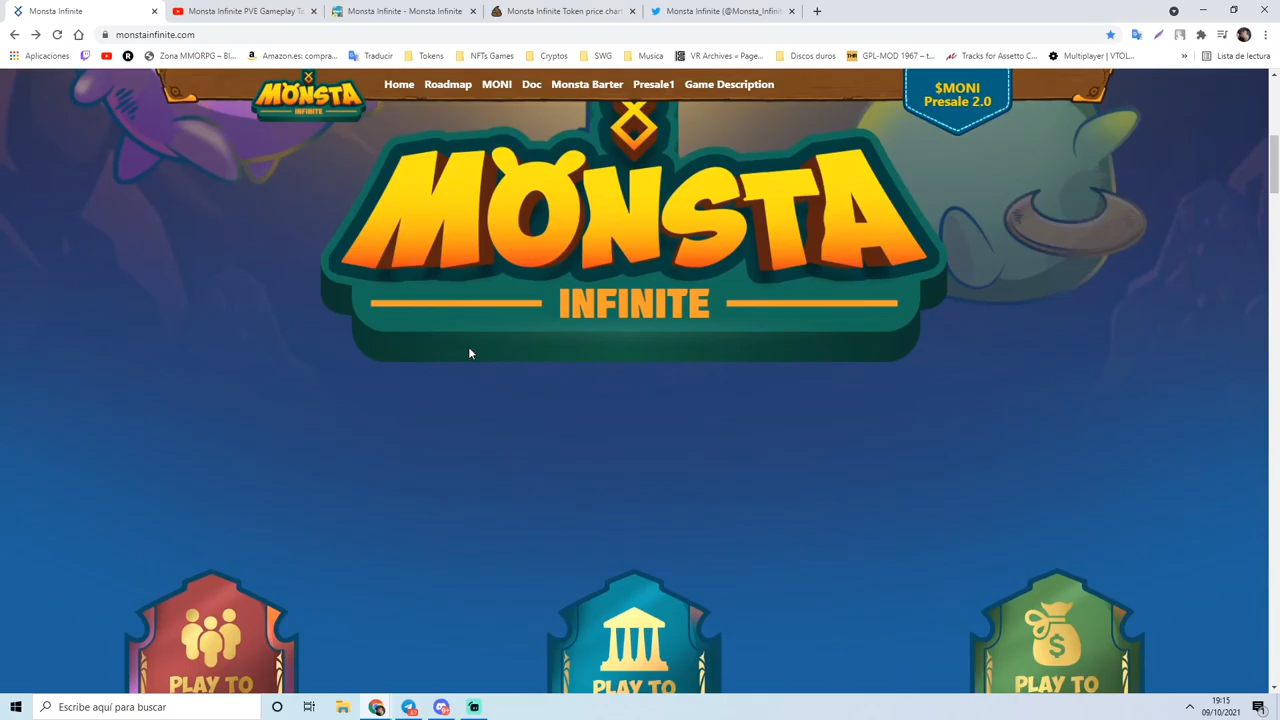 Monsta Infinite
Monsta Infinite PVE Gameplay Te
Monsta Infinite - Monsta Infinite
Monsta Infinite Token price chart
Monsta Infinite (@Monsta_Infinit
monstainfinite.com
Aplicaciones
Zona MMORPG – Bl...
Amazon.es: compra...
Traducir
Tokens
NFTs Games
Cryptos
SWG
Musica
VR Archives « Page...
Discos duros
GPL-MOD 1967 – t...
Tracks for Assetto C...
Multiplayer | VTOL...
»
Lista de lectura
MONSTA
INFINITE
Home
Roadmap
MONI
Doc
Monsta Barter
Presale1
Game Description
$MONI
Presale 2.0
MONSTA
INFINITE
PLAY TO
PLAY TO
PLAY TO
Escribe aquí para buscar
19:15
09/10/2021